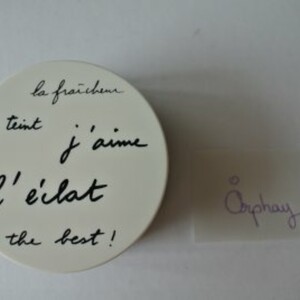 la fraîcheur
teint
j'aime
l'éclat
the best!
Orphay